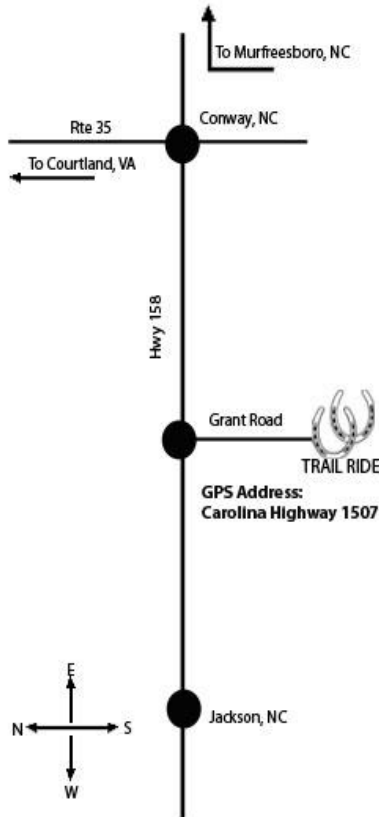 To Murfreesboro, NC
Conway, NC
Rte 35
To Courtland, VA
Hwy 158
Grant Road
TRAIL RIDE
GPS Address:
Carolina Highway 1507
E
N
S
W
Jackson, NC